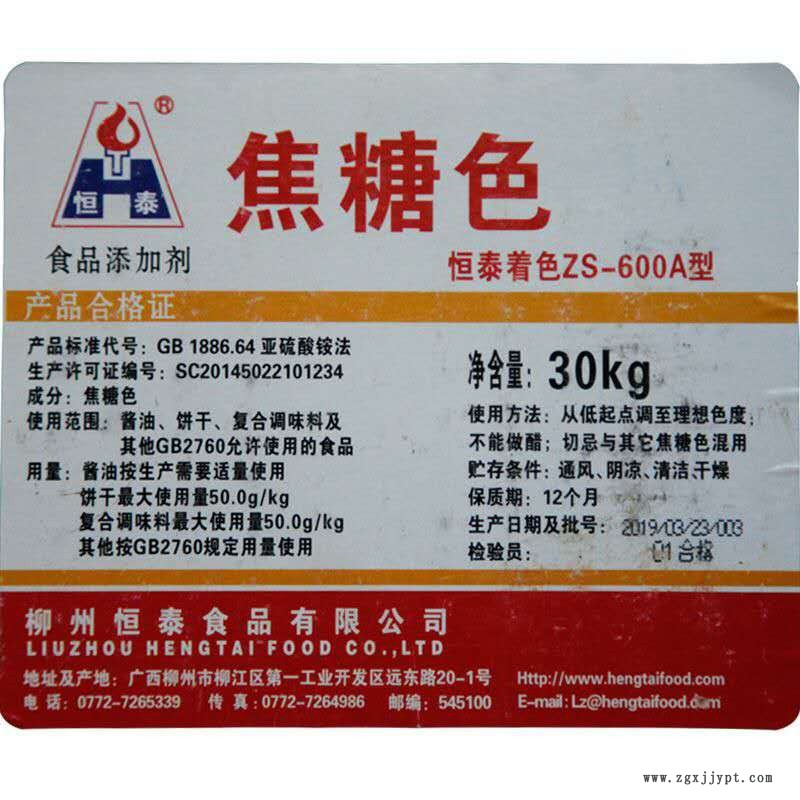 ®
恒 泰
焦糖色
食品添加剂
恒泰着色ZS-600A型
产品合格证
产品标准代号：GB 1886.64 亚硫酸铵法
生产许可证编号：SC20145022101234
成分：焦糖色
使用范围：酱油、饼干、复合调味料及
其他GB2760允许使用的食品
用量：酱油按生产需要适量使用
饼干最大使用量50.0g/kg
复合调味料最大使用量50.0g/kg
其他按GB2760规定用量使用
净含量：30kg
使用方法：从低起点调至理想色度；
不能做醋；切忌与其它焦糖色混用
贮存条件：通风、阴凉、清洁、干燥
保质期：12个月
生产日期及批号：2019/03/23/003
检验员：01合格
柳州恒泰食品有限公司
LIUZHOU HENGTAI FOOD CO.,LTD
地址及产地：广西柳州市柳江区第一工业开发区远东路20-1号
电话：0772-7265339 传真：0772-7264986 邮编：545100
Http://www.hengtaifood.com
E-mail:Lz@hengtaifood.com
www.zgxjjypt.com